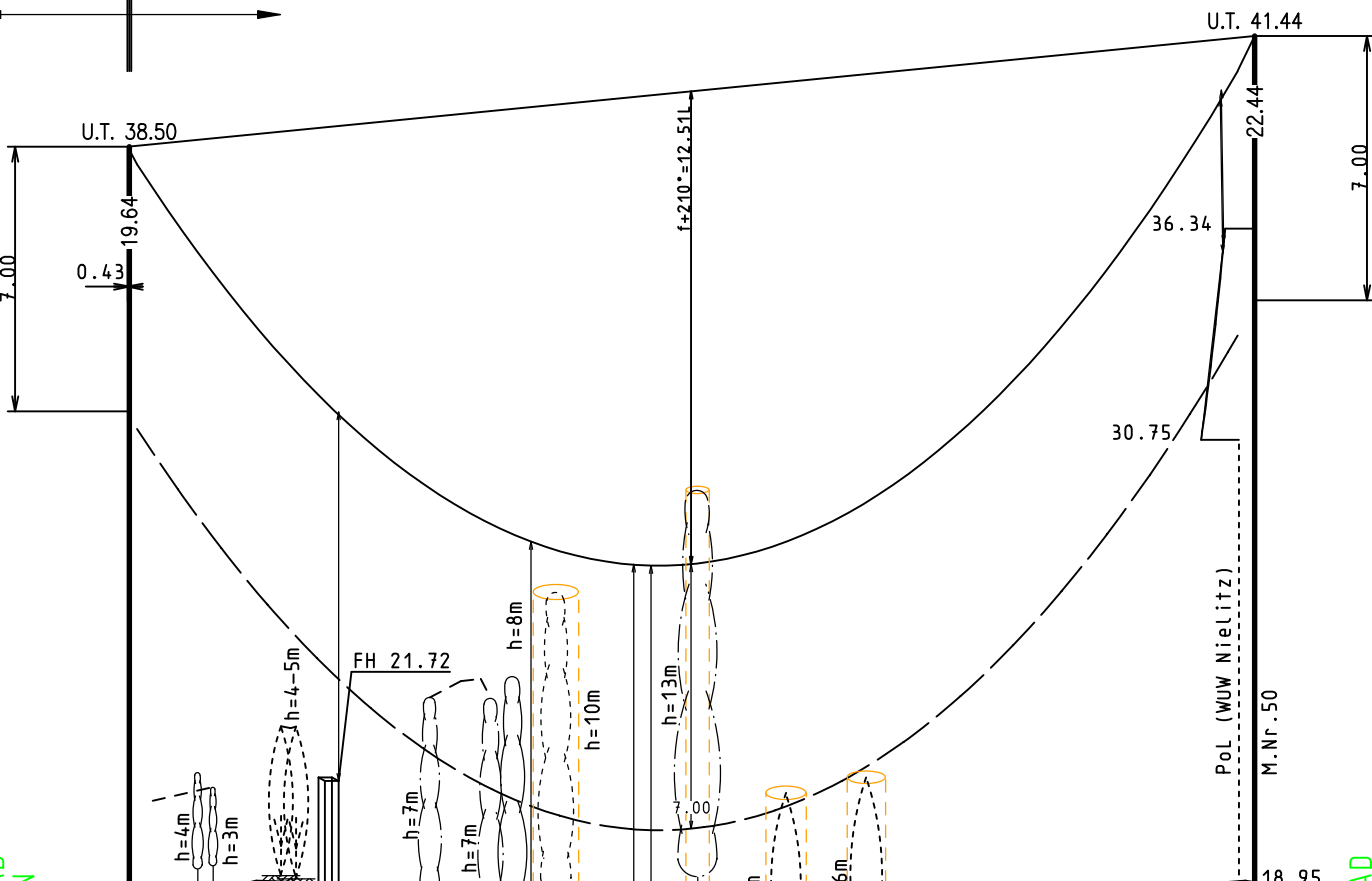 U.T. 41.44
U.T. 38.50
22.44
f+210°=12.51L
7.00
19.64
36.34
0.43
7.00
30.75
FH 21.72
h=8m
h=4-5m
h=10m
h=13m
PoL (WUW Nielitz)
M.Nr.50
7.00
h=4m
h=3m
h=7m
h=7m
18.95
AD
N